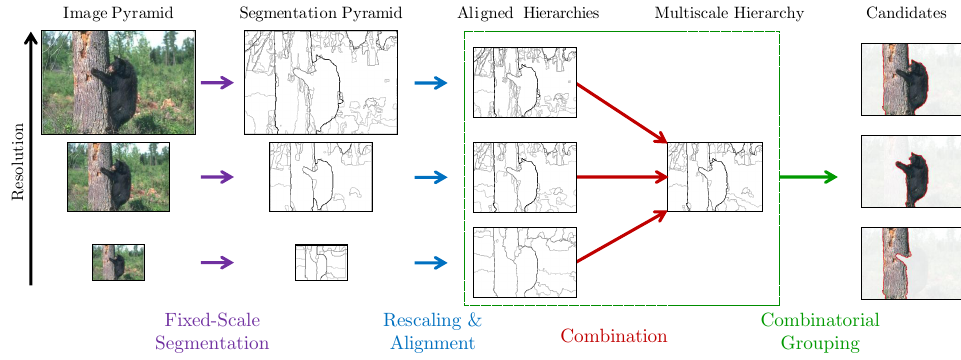 Image Pyramid
Segmentation Pyramid
Aligned Hierarchies
Multiscale Hierarchy
Candidates
Resolution
Fixed-Scale
Segmentation
Rescaling &
Alignment
Combination
Combinatorial
Grouping